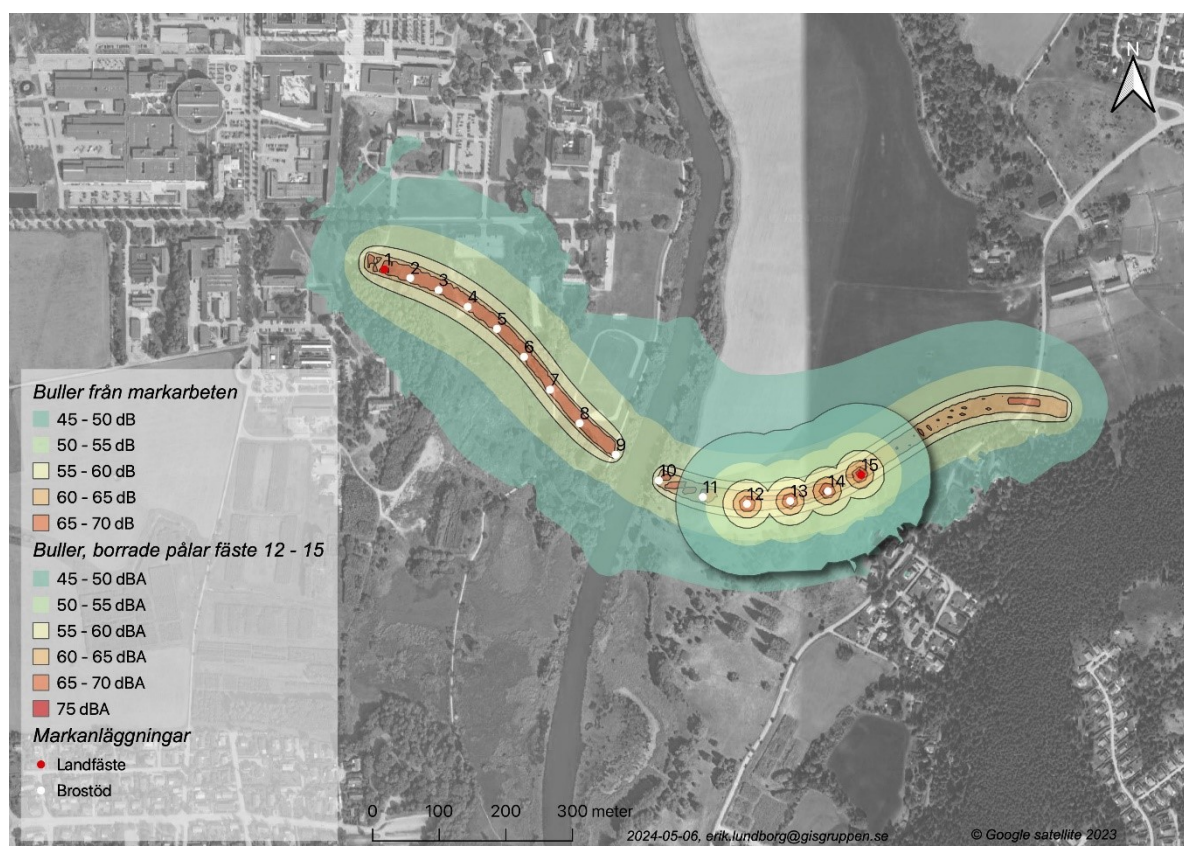 N
1
2
3
4
5
6
7
8
9
10
11
12
13
14
15
Buller från markarbeten
45 - 50 dB
50 - 55 dB
55 - 60 dB
60 - 65 dB
65 - 70 dB
Buller, borrade pålar fäste 12 - 15
45 - 50 dBA
50 - 55 dBA
55 - 60 dBA
60 - 65 dBA
65 - 70 dBA
75 dBA
Markanläggningar
Landfäste
Brostöd
0 100 200 300 meter
2024-05-06, erik.lundborg@gisgruppen.se © Google satellite 2023